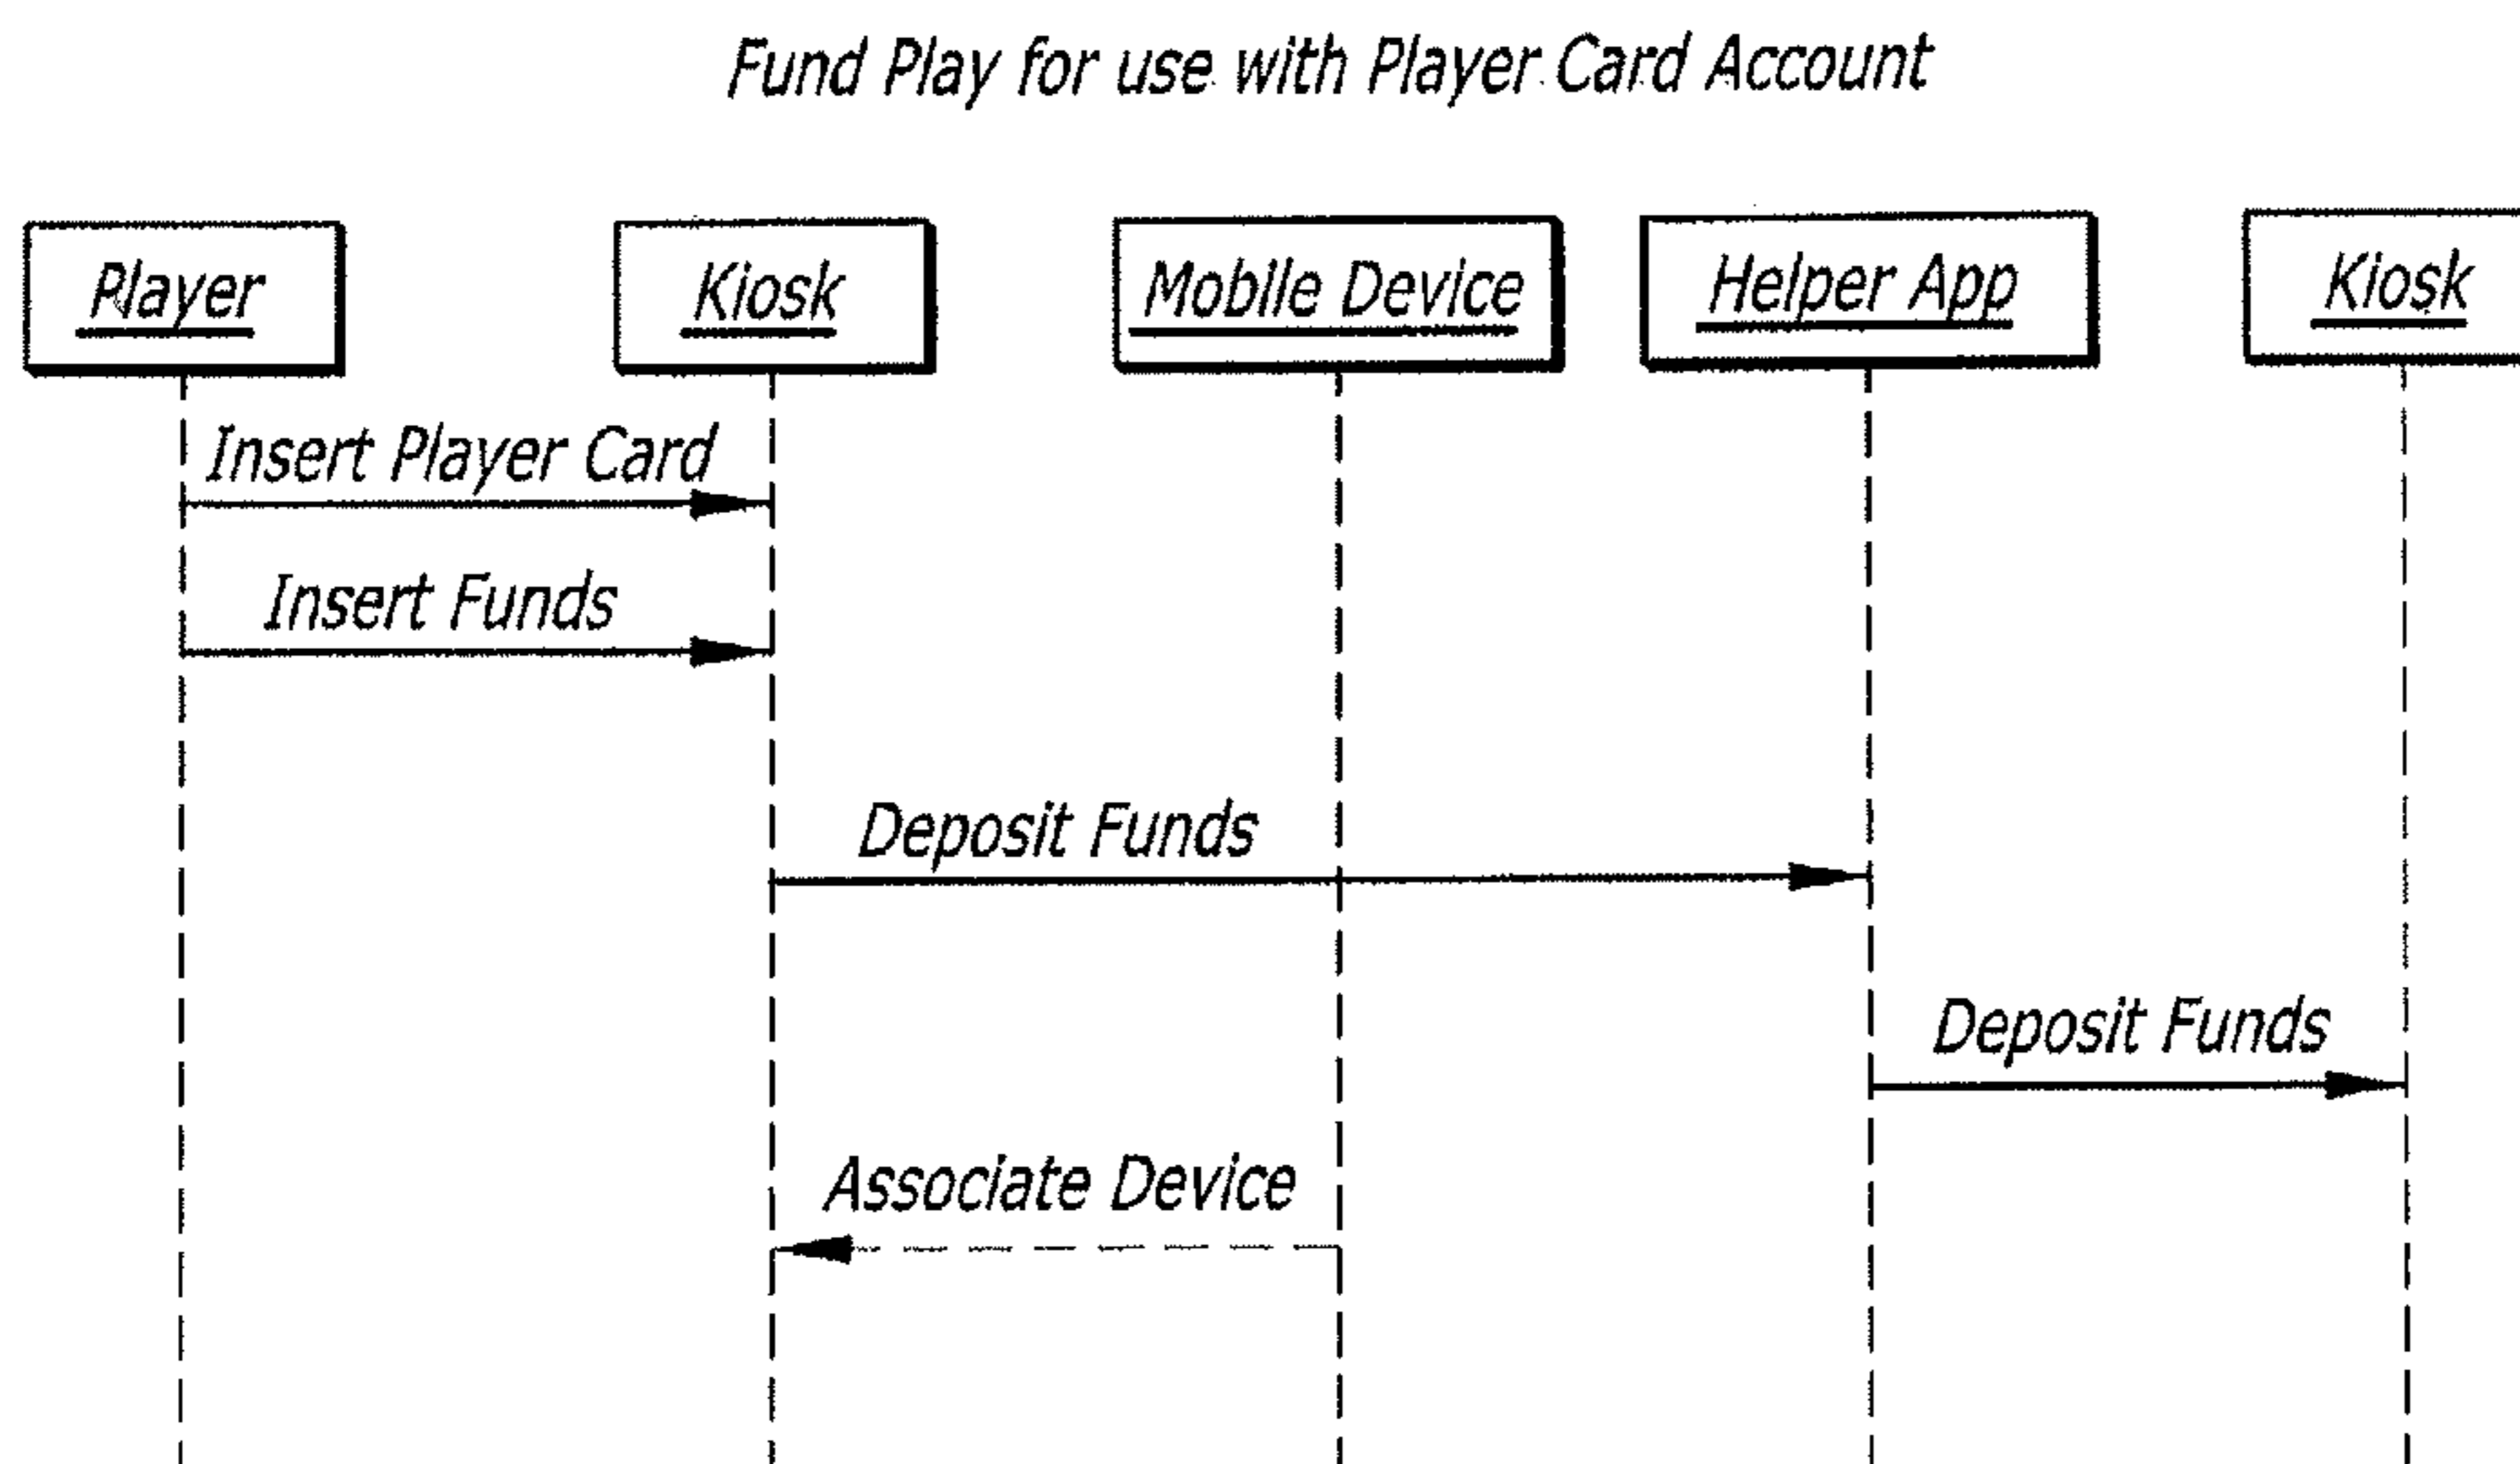 Fund Play for use with Player Card Account
Player
Kiosk
Mobile Device
Helper App
Kiosk
Insert Player Card
Insert Funds
Deposit Funds
Deposit Funds
Associate Device